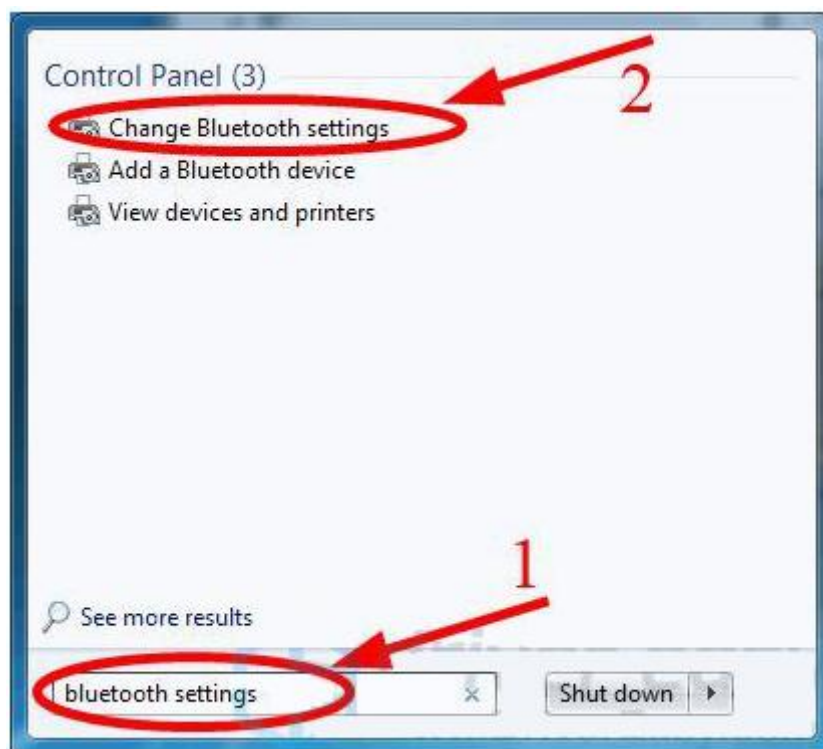 Control Panel (3)
2
Change Bluetooth settings
Add a Bluetooth device
View devices and printers
1
See more results
bluetooth settings
Shut down